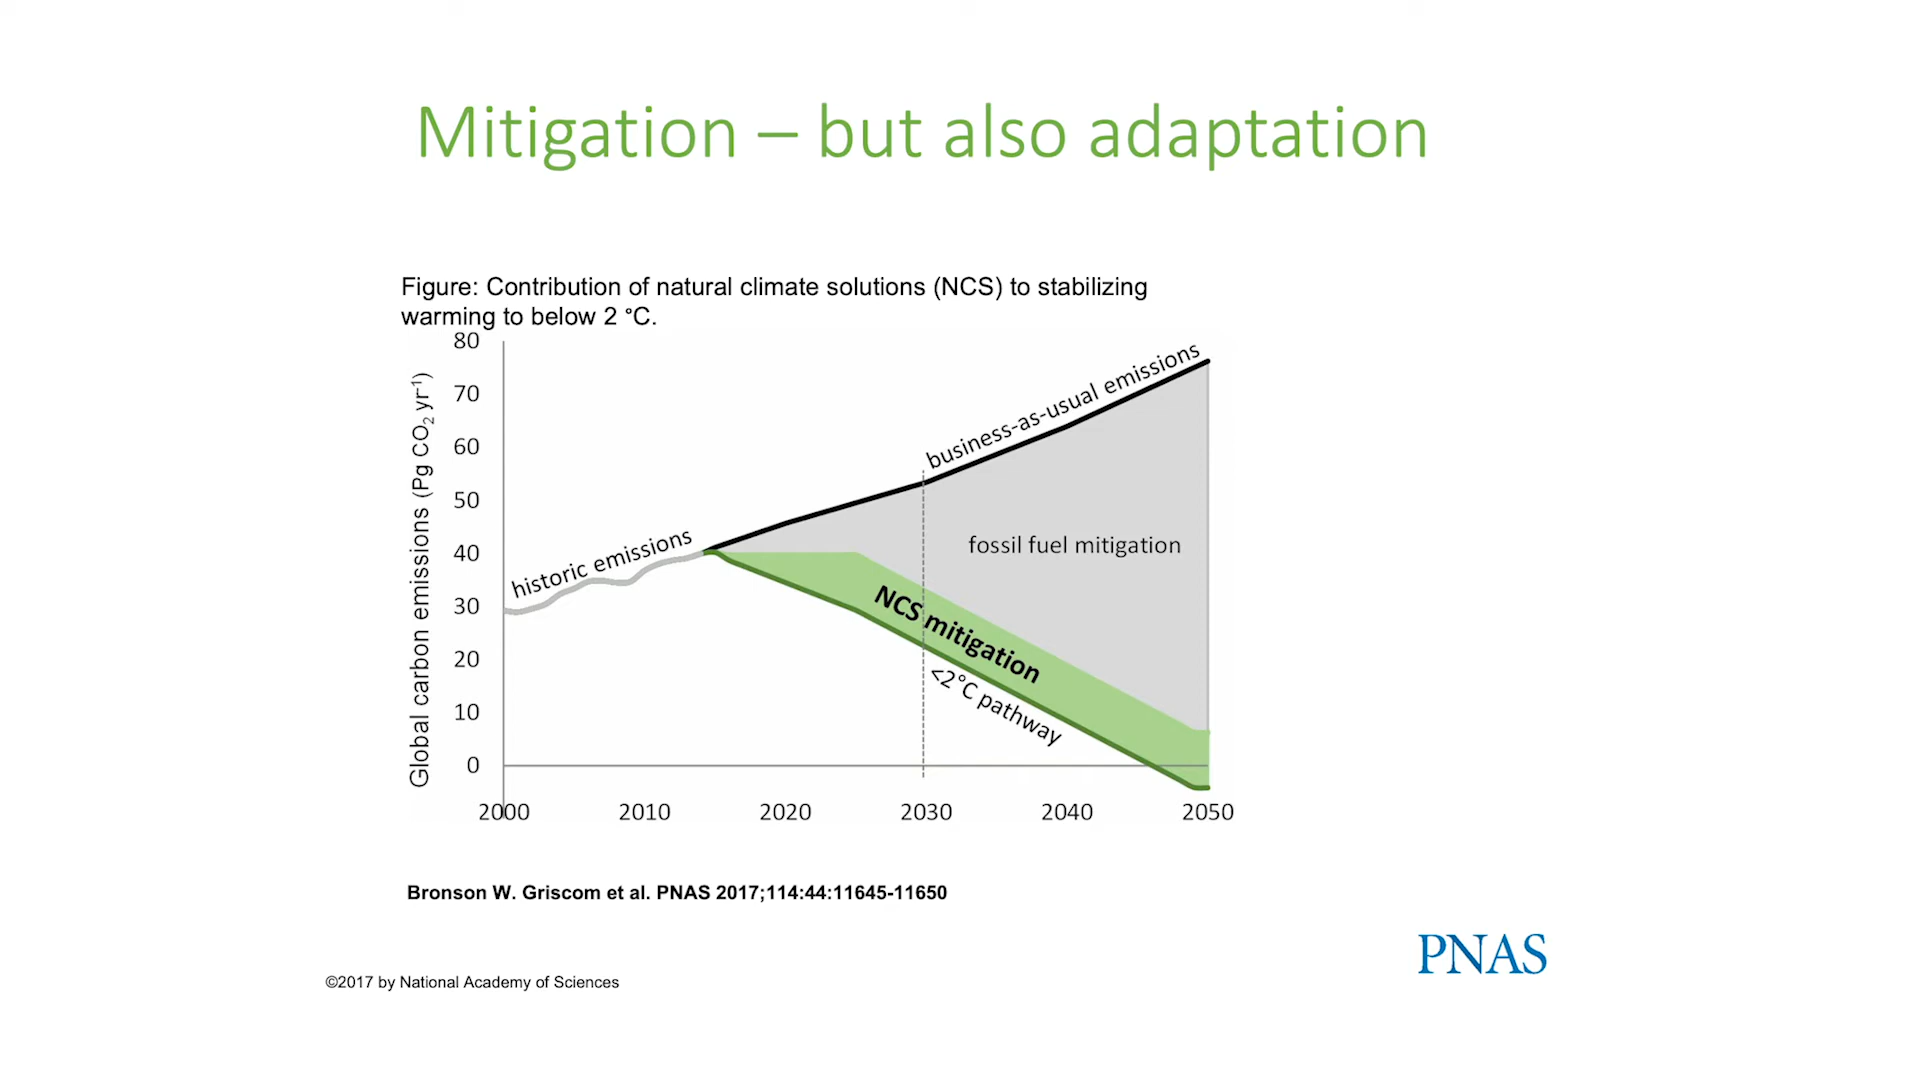 Mitigation – but also adaptation
Figure: Contribution of natural climate solutions (NCS) to stabilizing
warming to below 2 °C.
Global carbon emissions (Pg CO₂ yr⁻¹)
80
70
60
50
40
30
20
10
0
historic emissions
business-as-usual emissions
fossil fuel mitigation
NCS mitigation
<2°C pathway
2000 2010 2020 2030 2040 2050
Bronson W. Griscom et al. PNAS 2017;114:44:11645-11650
PNAS
©2017 by National Academy of Sciences